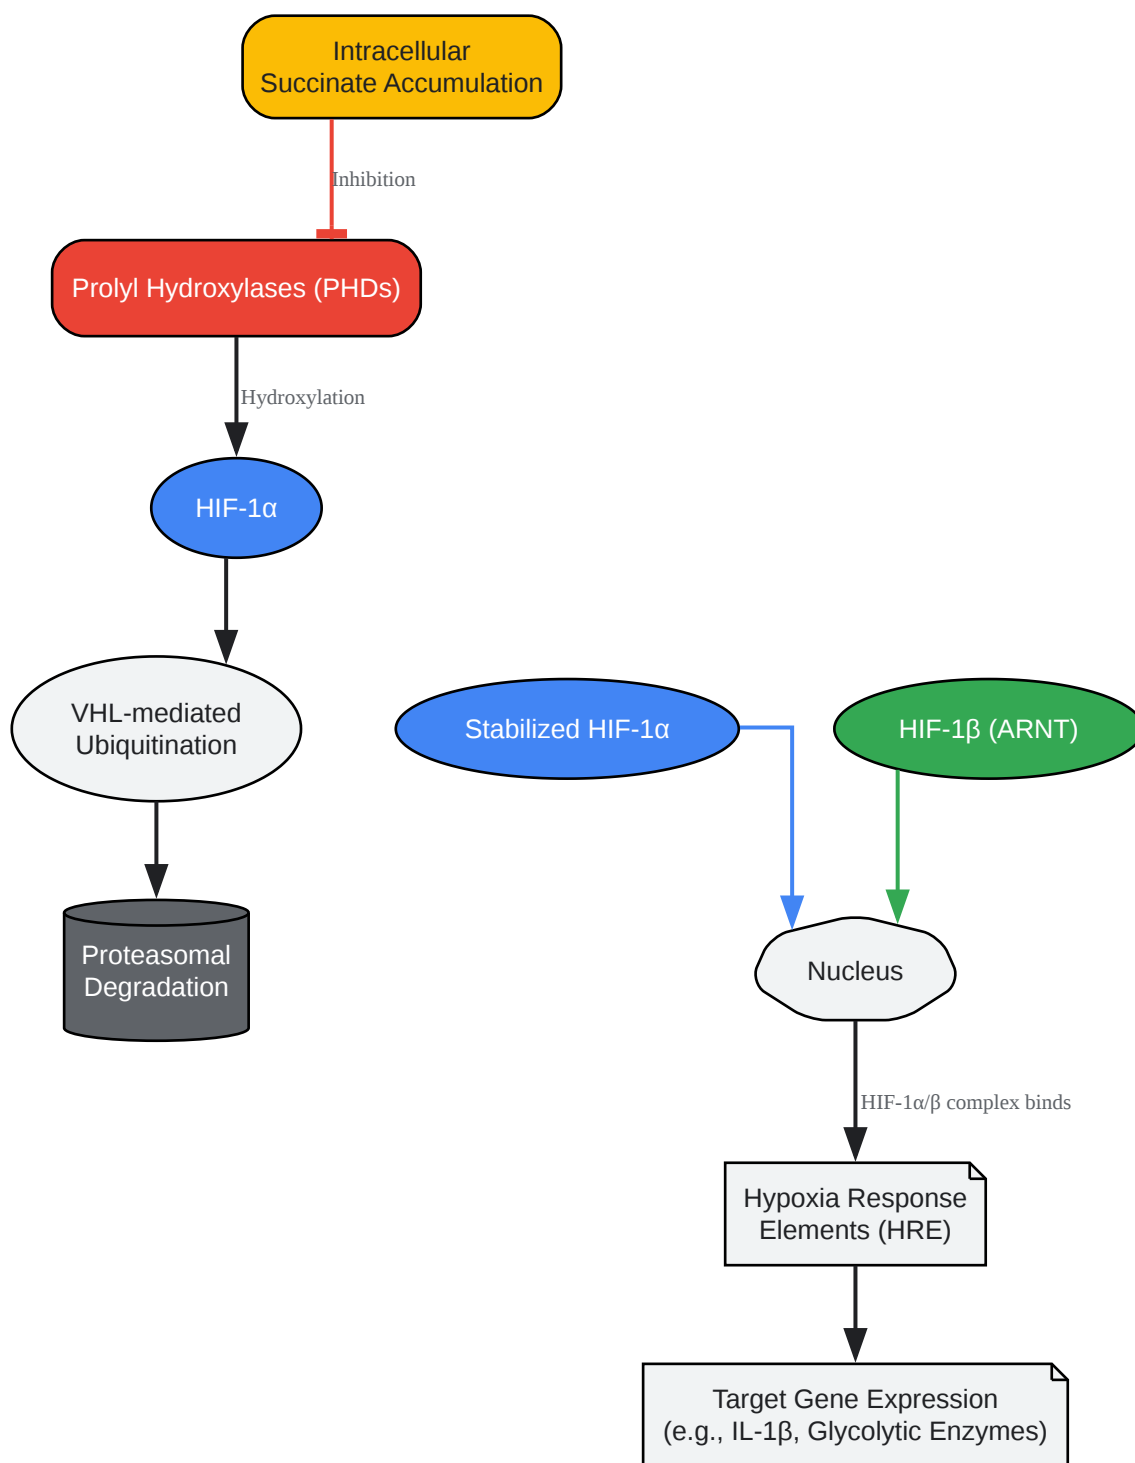 Intracellular
Succinate Accumulation
Inhibition
Prolyl Hydroxylases (PHDs)
Hydroxylation
HIF-1α
VHL-mediated
Ubiquitination
Stabilized HIF-1α
HIF-1β (ARNT)
Proteasomal
Degradation
Nucleus
HIF-1α/β complex binds
Hypoxia Response
Elements (HRE)
Target Gene Expression
(e.g., IL-1β, Glycolytic Enzymes)